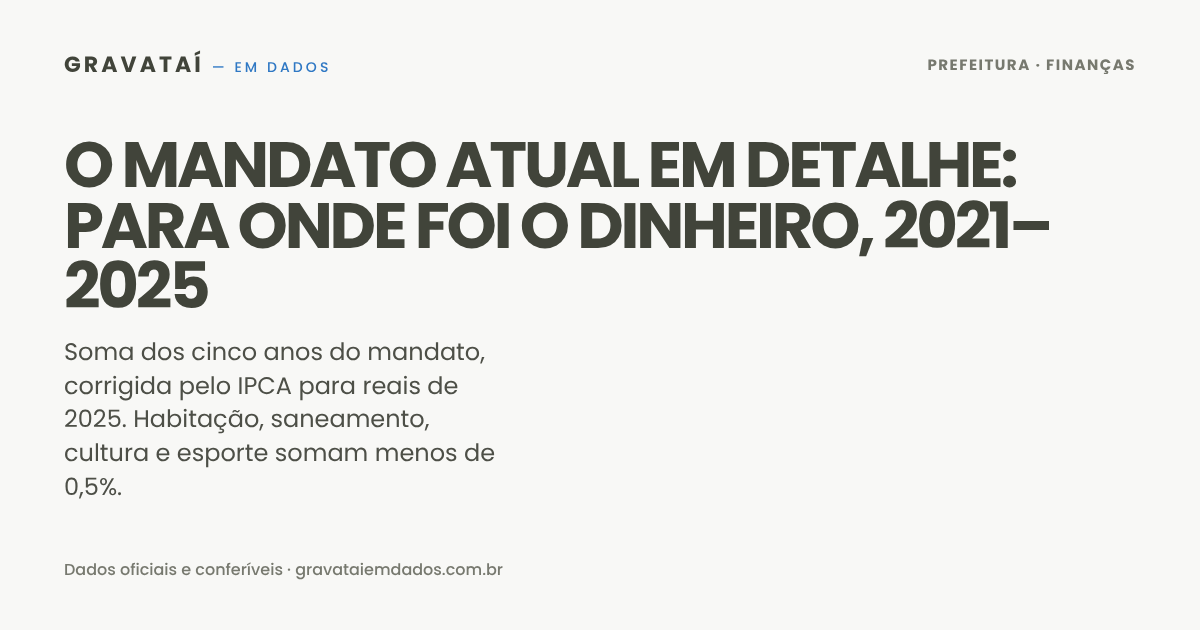 GRAVATAÍ — EM DADOS
PREFEITURA · FINANÇAS
O MANDATO ATUAL EM DETALHE:
PARA ONDE FOI O DINHEIRO, 2021–
2025
Soma dos cinco anos do mandato,
corrigida pelo IPCA para reais de
2025. Habitação, saneamento,
cultura e esporte somam menos de
0,5%.
Dados oficiais e conferíveis · gravataiemdados.com.br